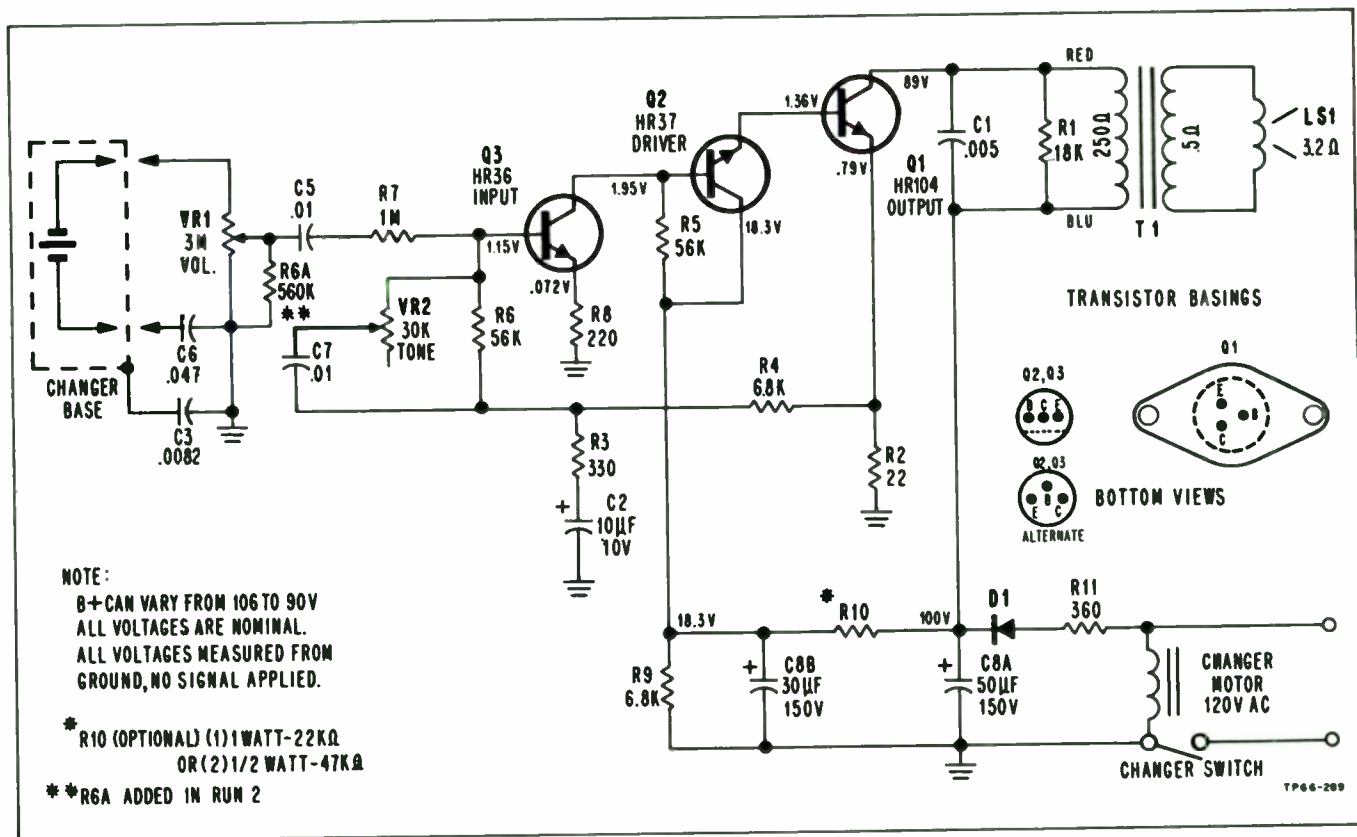 RED
89V
Q2
HR37
DRIVER
1.36V
C1
.005
R1
18K
250Ω
.5Ω
LS1
3.2Ω
Q3
HR36
INPUT
.79V
Q1
HR104
OUTPUT
BLU
T1
C5
.01
R7
1M
1.95V
R5
56K
18.3V
VR1
3M
VOL.
R6A
560K
**
1.15V
.072V
R8
220
TRANSISTOR BASINGS
VR2
30K
TONE
R6
56K
C6
.047
C7
.01
CHANGER
BASE
C3
.0082
R4
6.8K
Q2,Q3
B C E
Q1
E
B
C
R3
330
R2
22
Q2,Q3
B
E C
BOTTOM VIEWS
ALTERNATE
+
C2
10µF
10V
NOTE:
B+ CAN VARY FROM 106 TO 90V
ALL VOLTAGES ARE NOMINAL.
ALL VOLTAGES MEASURED FROM
GROUND, NO SIGNAL APPLIED.
18.3V
*
R10
100V
D1
R11
360
R9
6.8K
+
C8B
30µF
150V
+
C8A
50µF
150V
CHANGER
MOTOR
120V AC
* R10 (OPTIONAL) (1) 1 WATT-22KΩ
OR (2) 1/2 WATT-47KΩ
** R6A ADDED IN RUN 2
CHANGER SWITCH
TP66-289